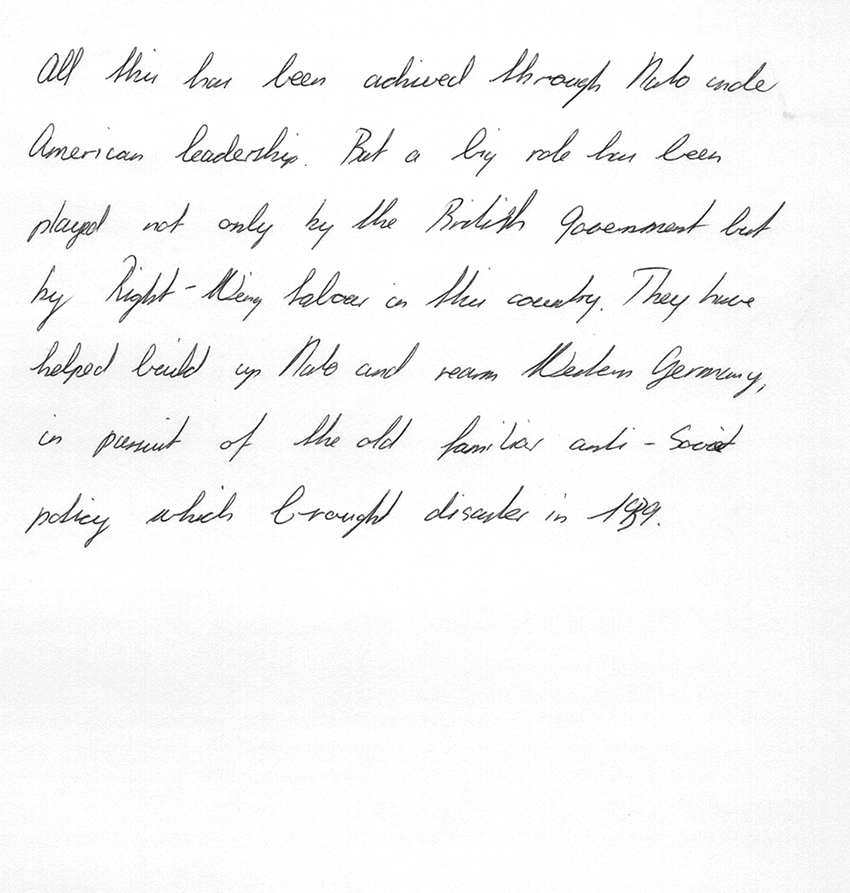 All this has been achived through Nato unde
American leadership. But a big role has been
played not only by the British Government but
by Right-Wing Labour in this country. They have
helped build up Nato and rearm Western Germany,
in pursuit of the old familiar anti-Soviet
policy which brought disaster in 1939.